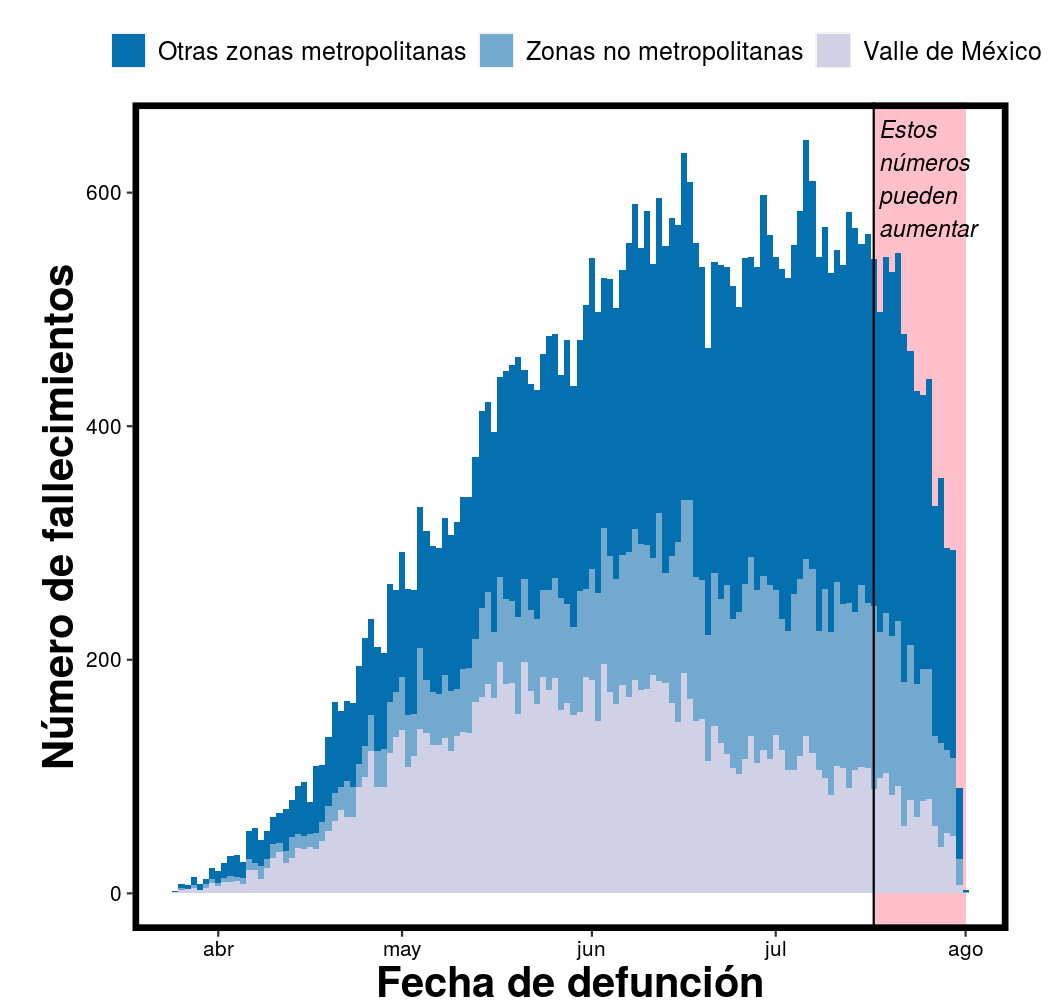 Otras zonas metropolitanas Zonas no metropolitanas Valle de México
Estos
números
pueden
aumentar
Número de fallecimientos
600
400
200
0
abr may jun jul ago
Fecha de defunción